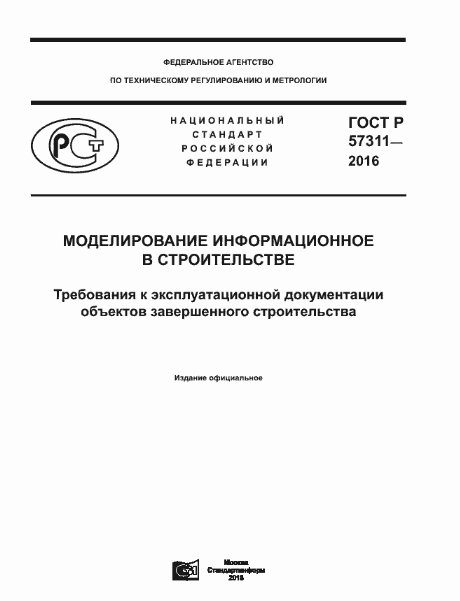 ФЕДЕРАЛЬНОЕ АГЕНТСТВО
ПО ТЕХНИЧЕСКОМУ РЕГУЛИРОВАНИЮ И МЕТРОЛОГИИ
НАЦИОНАЛЬНЫЙ
СТАНДАРТ
РОССИЙСКОЙ
ФЕДЕРАЦИИ
ГОСТ Р
57311—
2016
МОДЕЛИРОВАНИЕ ИНФОРМАЦИОННОЕ
В СТРОИТЕЛЬСТВЕ
Требования к эксплуатационной документации
объектов завершенного строительства
Издание официальное
Москва
Стандартинформ